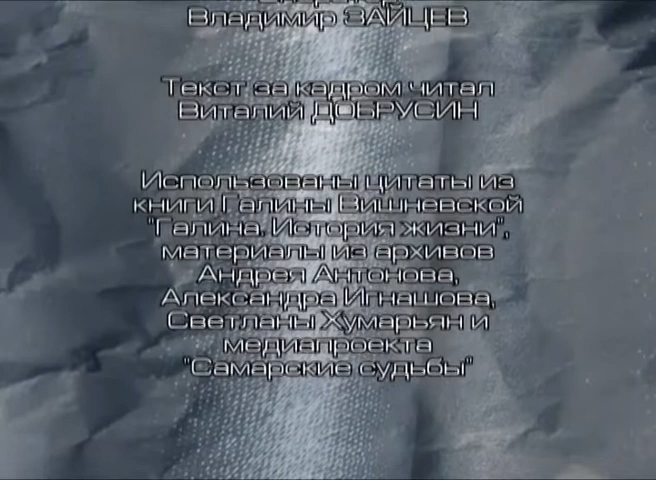 Оператор
Владимир ЗАЙЦЕВ
Текст за кадром читал
Виталий ДОБРУСИН
Использованы цитаты из
книги Галины Вишневской
"Галина. История жизни",
материалы из архивов
Андрея Антонова,
Александра Игнашова,
Светланы Хумарьян и
медиапроекта
"Самарские судьбы"